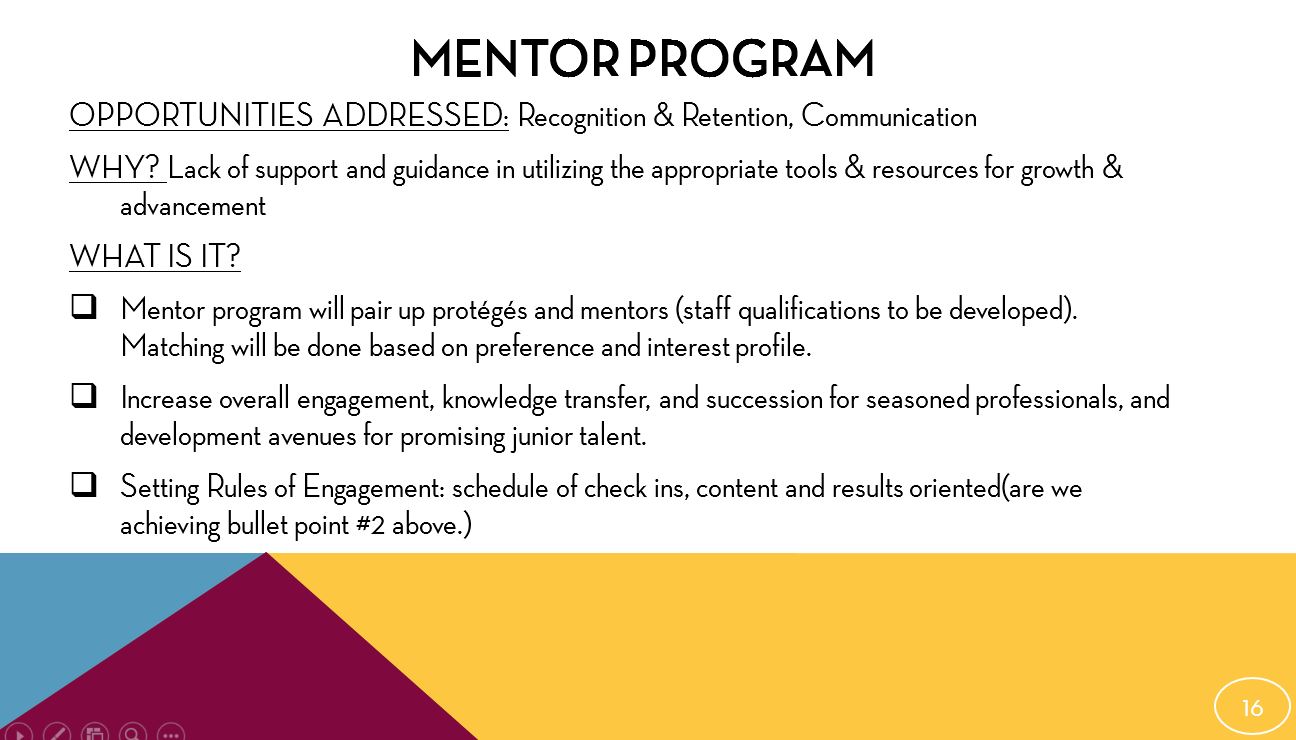 MENTOR PROGRAM
OPPORTUNITIES ADDRESSED: Recognition & Retention, Communication
WHY? Lack of support and guidance in utilizing the appropriate tools & resources for growth &
advancement
WHAT IS IT?
Mentor program will pair up protégés and mentors (staff qualifications to be developed).
Matching will be done based on preference and interest profile.
Increase overall engagement, knowledge transfer, and succession for seasoned professionals, and
development avenues for promising junior talent.
Setting Rules of Engagement: schedule of check ins, content and results oriented(are we
achieving bullet point #2 above.)
16